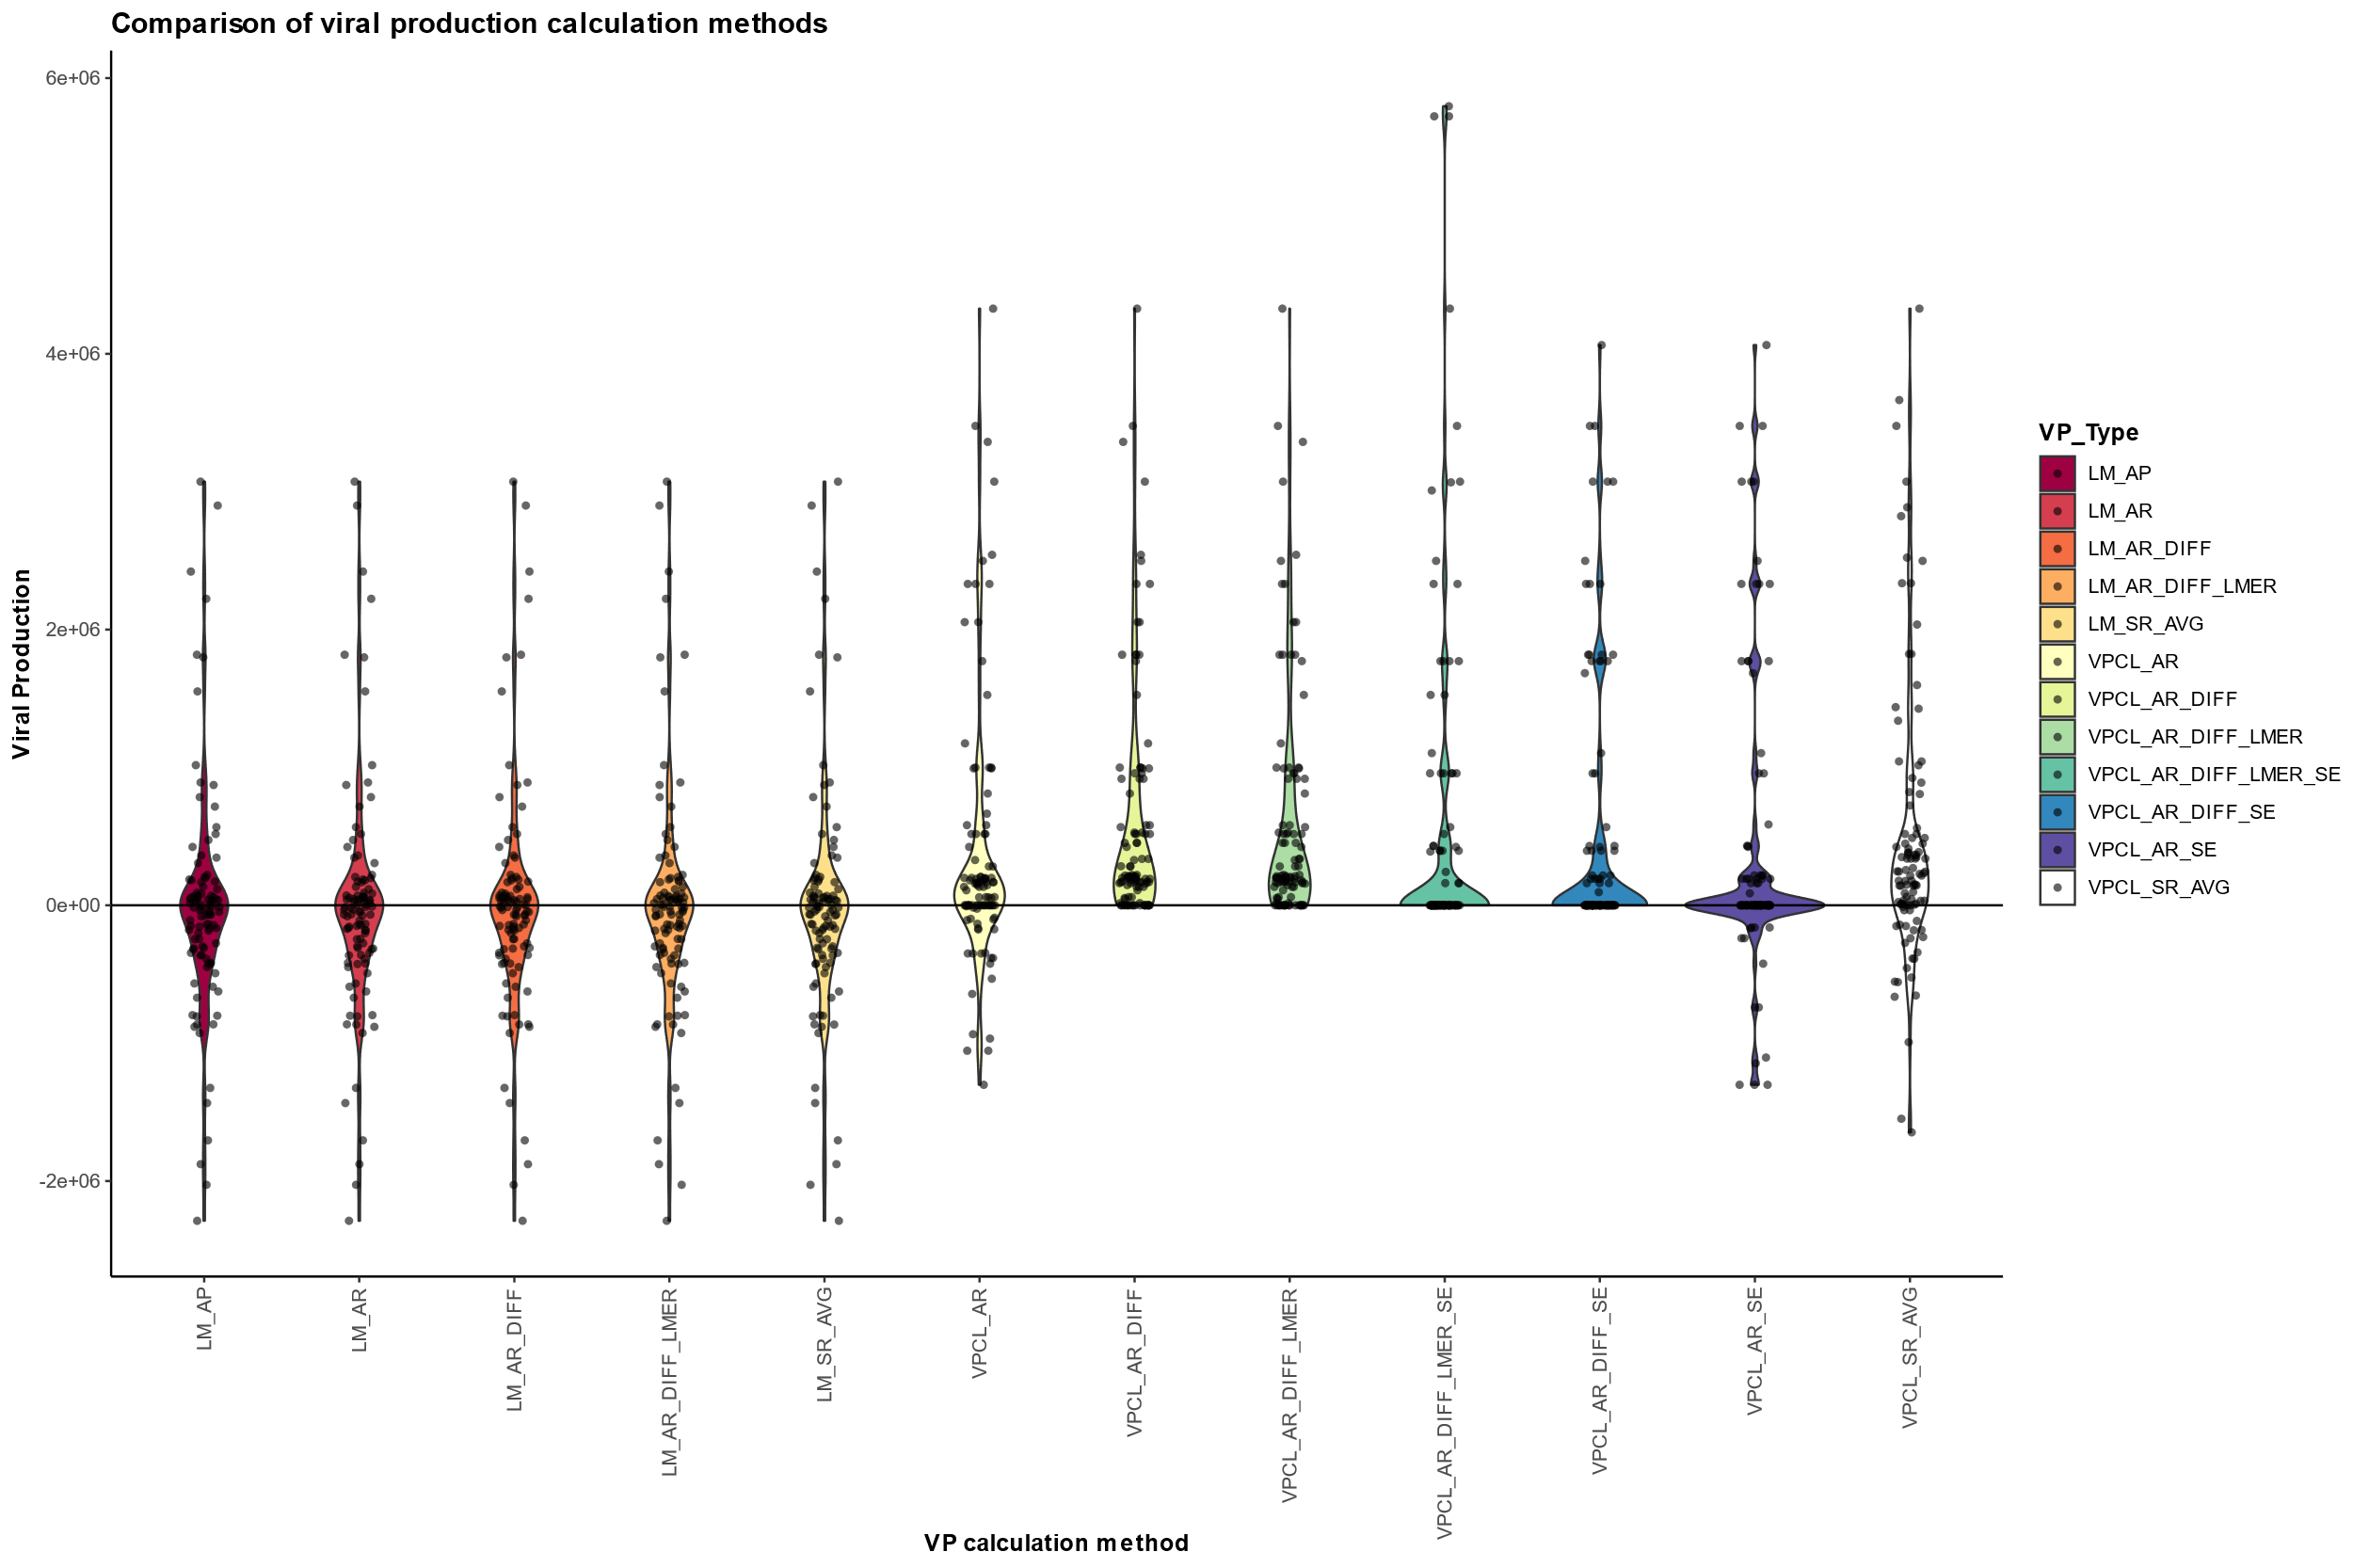 Comparison of viral production calculation methods
6e+06
4e+06
2e+06
0e+00
-2e+06
Viral Production
LM_AP
LM_AR
LM_AR_DIFF
LM_AR_DIFF_LMER
LM_SR_AVG
VPCL_AR
VPCL_AR_DIFF
VPCL_AR_DIFF_LMER
VPCL_AR_DIFF_LMER_SE
VPCL_AR_DIFF_SE
VPCL_AR_SE
VPCL_SR_AVG
VP calculation method
VP_Type
LM_AP
LM_AR
LM_AR_DIFF
LM_AR_DIFF_LMER
LM_SR_AVG
VPCL_AR
VPCL_AR_DIFF
VPCL_AR_DIFF_LMER
VPCL_AR_DIFF_LMER_SE
VPCL_AR_DIFF_SE
VPCL_AR_SE
VPCL_SR_AVG